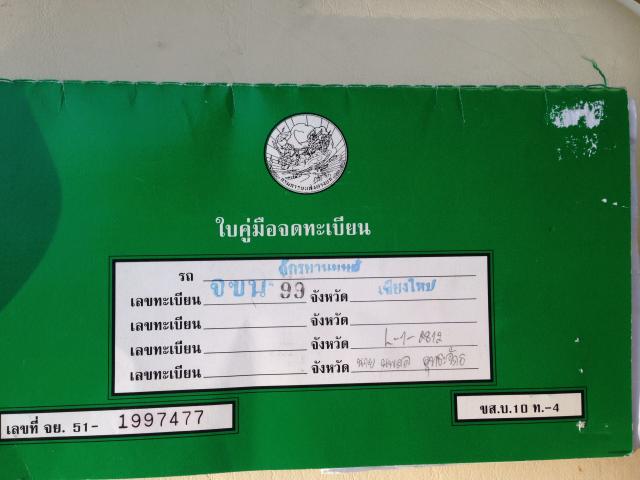 ใบคู่มือจดทะเบียน
รถ จักรยานยนต์
เลขทะเบียน จขน 99 จังหวัด เชียงใหม่
เลขทะเบียน จังหวัด
เลขทะเบียน จังหวัด L-1-2812
เลขทะเบียน จังหวัด นาย
เลขที่ จย. 51- 1997477
ขส.บ.10 ท.-4